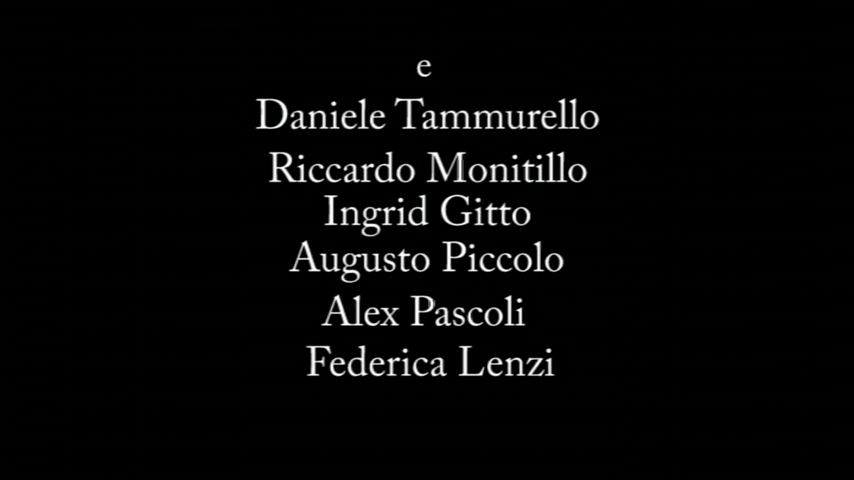 e
Daniele Tammurello
Riccardo Monitillo
Ingrid Gitto
Augusto Piccolo
Alex Pascoli
Federica Lenzi